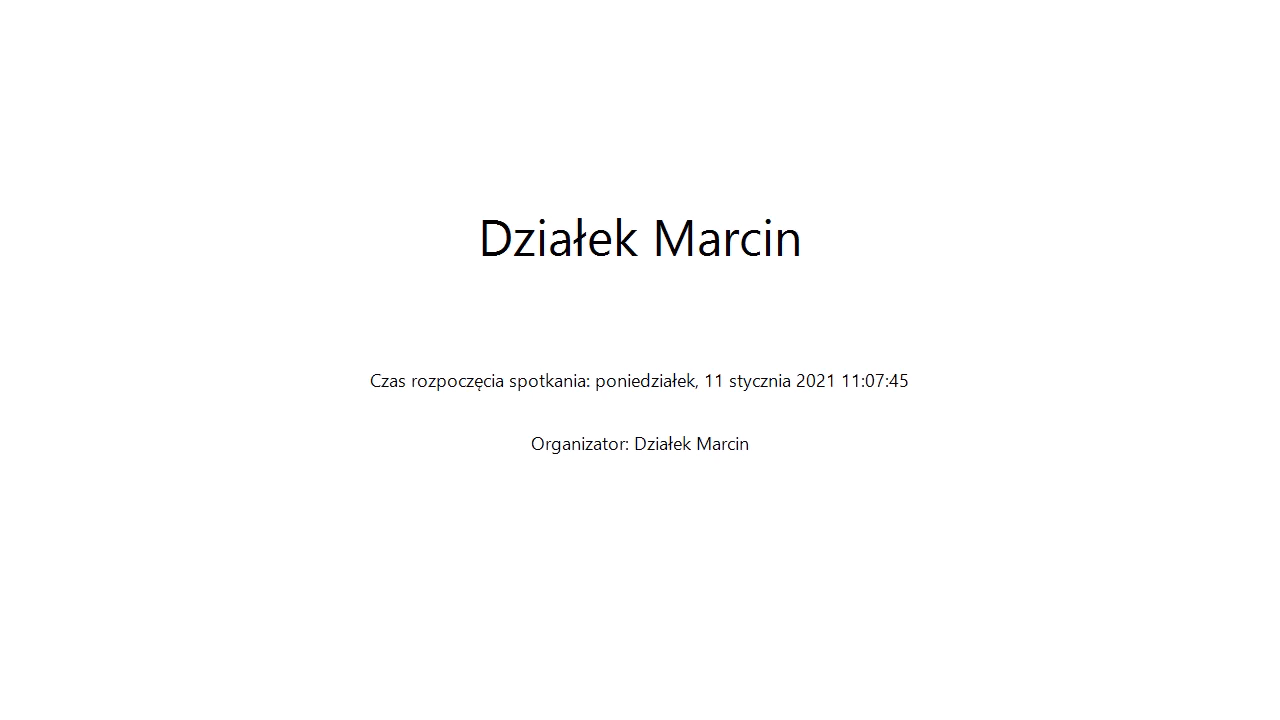 Działek Marcin
Czas rozpoczęcia spotkania: poniedziałek, 11 stycznia 2021 11:07:45
Organizator: Działek Marcin